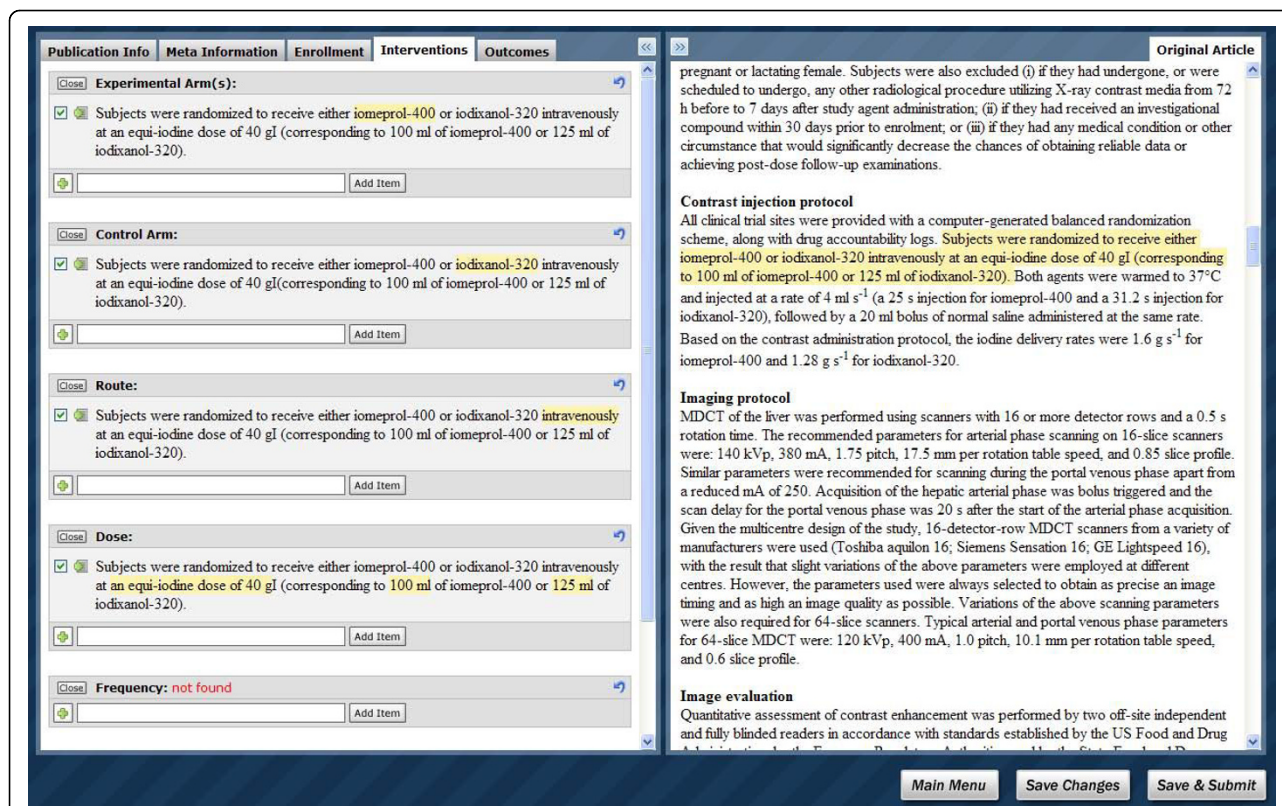 Publication Info Meta Information Enrollment Interventions Outcomes
Close Experimental Arm(s):
Subjects were randomized to receive either iomeprol-400 or iodixanol-320 intravenously
at an equi-iodine dose of 40 gI (corresponding to 100 ml of iomeprol-400 or 125 ml of
iodixanol-320).
Add Item
Close Control Arm:
Subjects were randomized to receive either iomeprol-400 or iodixanol-320 intravenously
at an equi-iodine dose of 40 gI(corresponding to 100 ml of iomeprol-400 or 125 ml of
iodixanol-320).
Add Item
Close Route:
Subjects were randomized to receive either iomeprol-400 or iodixanol-320 intravenously
at an equi-iodine dose of 40 gI (corresponding to 100 ml of iomeprol-400 or 125 ml of
iodixanol-320).
Add Item
Close Dose:
Subjects were randomized to receive either iomeprol-400 or iodixanol-320 intravenously
at an equi-iodine dose of 40 gI (corresponding to 100 ml of iomeprol-400 or 125 ml of
iodixanol-320).
Add Item
Close Frequency: not found
Add Item
Original Article
pregnant or lactating female. Subjects were also excluded (i) if they had undergone, or were
scheduled to undergo, any other radiological procedure utilizing X-ray contrast media from 72
h before to 7 days after study agent administration; (ii) if they had received an investigational
compound within 30 days prior to enrolment; or (iii) if they had any medical condition or other
circumstance that would significantly decrease the chances of obtaining reliable data or
achieving post-dose follow-up examinations.
Contrast injection protocol
All clinical trial sites were provided with a computer-generated balanced randomization
scheme, along with drug accountability logs. Subjects were randomized to receive either
iomeprol-400 or iodixanol-320 intravenously at an equi-iodine dose of 40 gI (corresponding
to 100 ml of iomeprol-400 or 125 ml of iodixanol-320). Both agents were warmed to 37°C
and injected at a rate of 4 ml s⁻¹ (a 25 s injection for iomeprol-400 and a 31.2 s injection for
iodixanol-320), followed by a 20 ml bolus of normal saline administered at the same rate.
Based on the contrast administration protocol, the iodine delivery rates were 1.6 g s⁻¹ for
iomeprol-400 and 1.28 g s⁻¹ for iodixanol-320.
Imaging protocol
MDCT of the liver was performed using scanners with 16 or more detector rows and a 0.5 s
rotation time. The recommended parameters for arterial phase scanning on 16-slice scanners
were: 140 kVp, 380 mA, 1.75 pitch, 17.5 mm per rotation table speed, and 0.85 slice profile.
Similar parameters were recommended for scanning during the portal venous phase apart from
a reduced mA of 250. Acquisition of the hepatic arterial phase was bolus triggered and the
scan delay for the portal venous phase was 20 s after the start of the arterial phase acquisition.
Given the multicentre design of the study, 16-detector-row MDCT scanners from a variety of
manufacturers were used (Toshiba aquilon 16; Siemens Sensation 16; GE Lightspeed 16),
with the result that slight variations of the above parameters were employed at different
centres. However, the parameters used were always selected to obtain as precise an image
timing and as high an image quality as possible. Variations of the above scanning parameters
were also required for 64-slice scanners. Typical arterial and portal venous phase parameters
for 64-slice MDCT were: 120 kVp, 400 mA, 1.0 pitch, 10.1 mm per rotation table speed,
and 0.6 slice profile.
Image evaluation
Quantitative assessment of contrast enhancement was performed by two off-site independent
and fully blinded readers in accordance with standards established by the US Food and Drug
Main Menu Save Changes Save & Submit